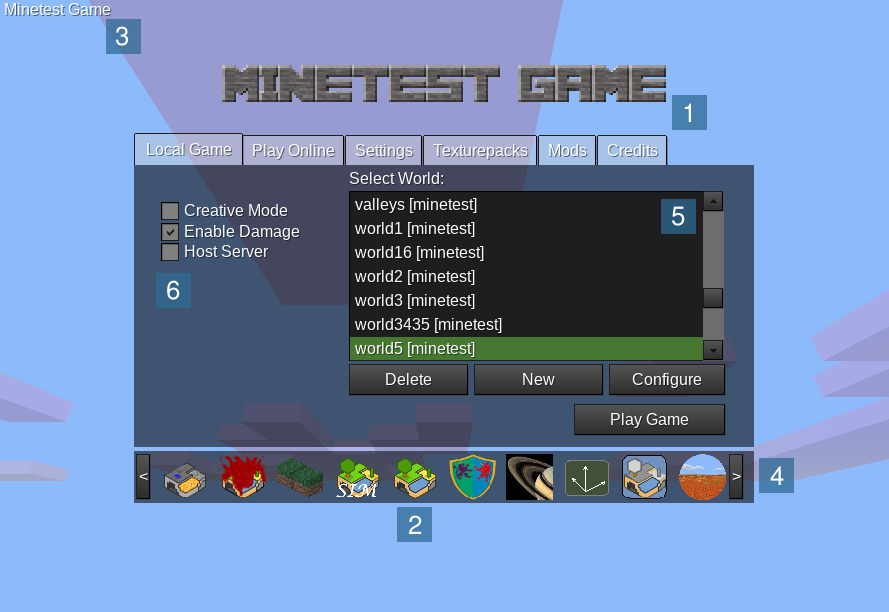 Minetest Game
3
MINETEST GAME
1
Local Game Play Online Settings Texturepacks Mods Credits
Select World:
Creative Mode
Enable Damage
Host Server
6
valleys [minetest]
5
world1 [minetest]
world16 [minetest]
world2 [minetest]
world3 [minetest]
world3435 [minetest]
world5 [minetest]
Delete New Configure
Play Game
< SIM >
4
2